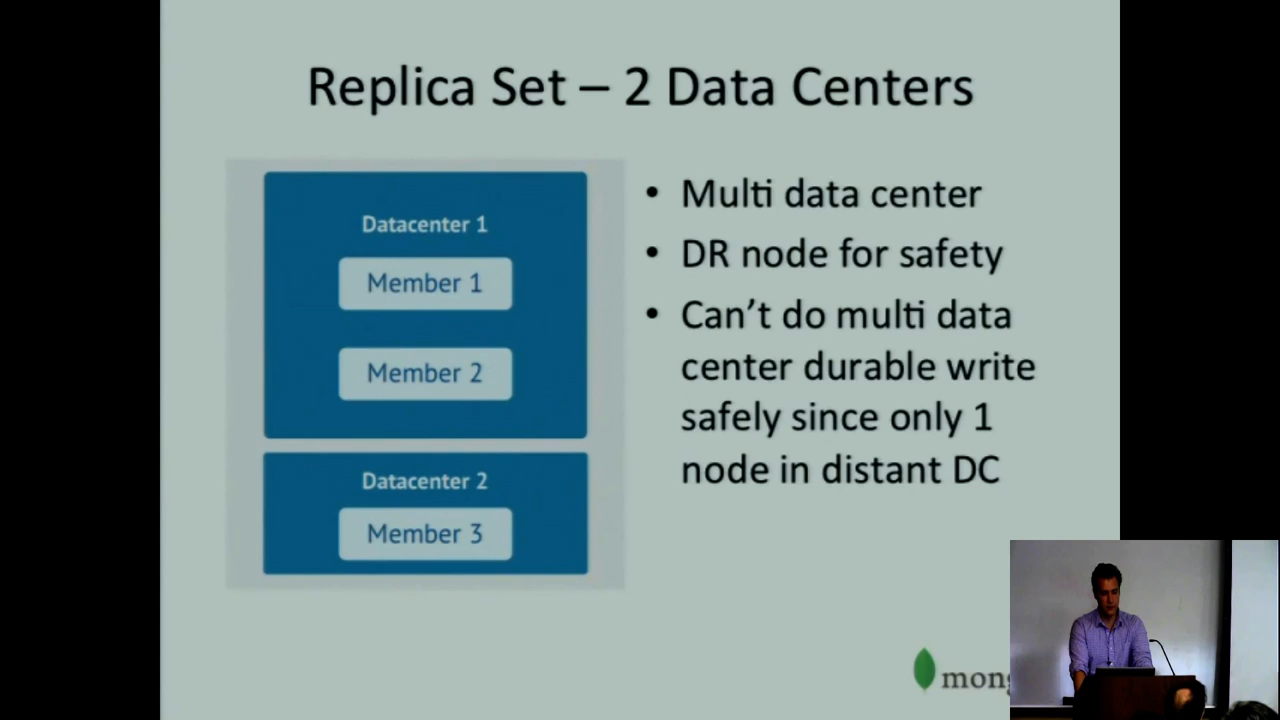 Replica Set – 2 Data Centers
Datacenter 1
Member 1
Member 2
Datacenter 2
Member 3
• Multi data center
• DR node for safety
• Can't do multi data
center durable write
safely since only 1
node in distant DC